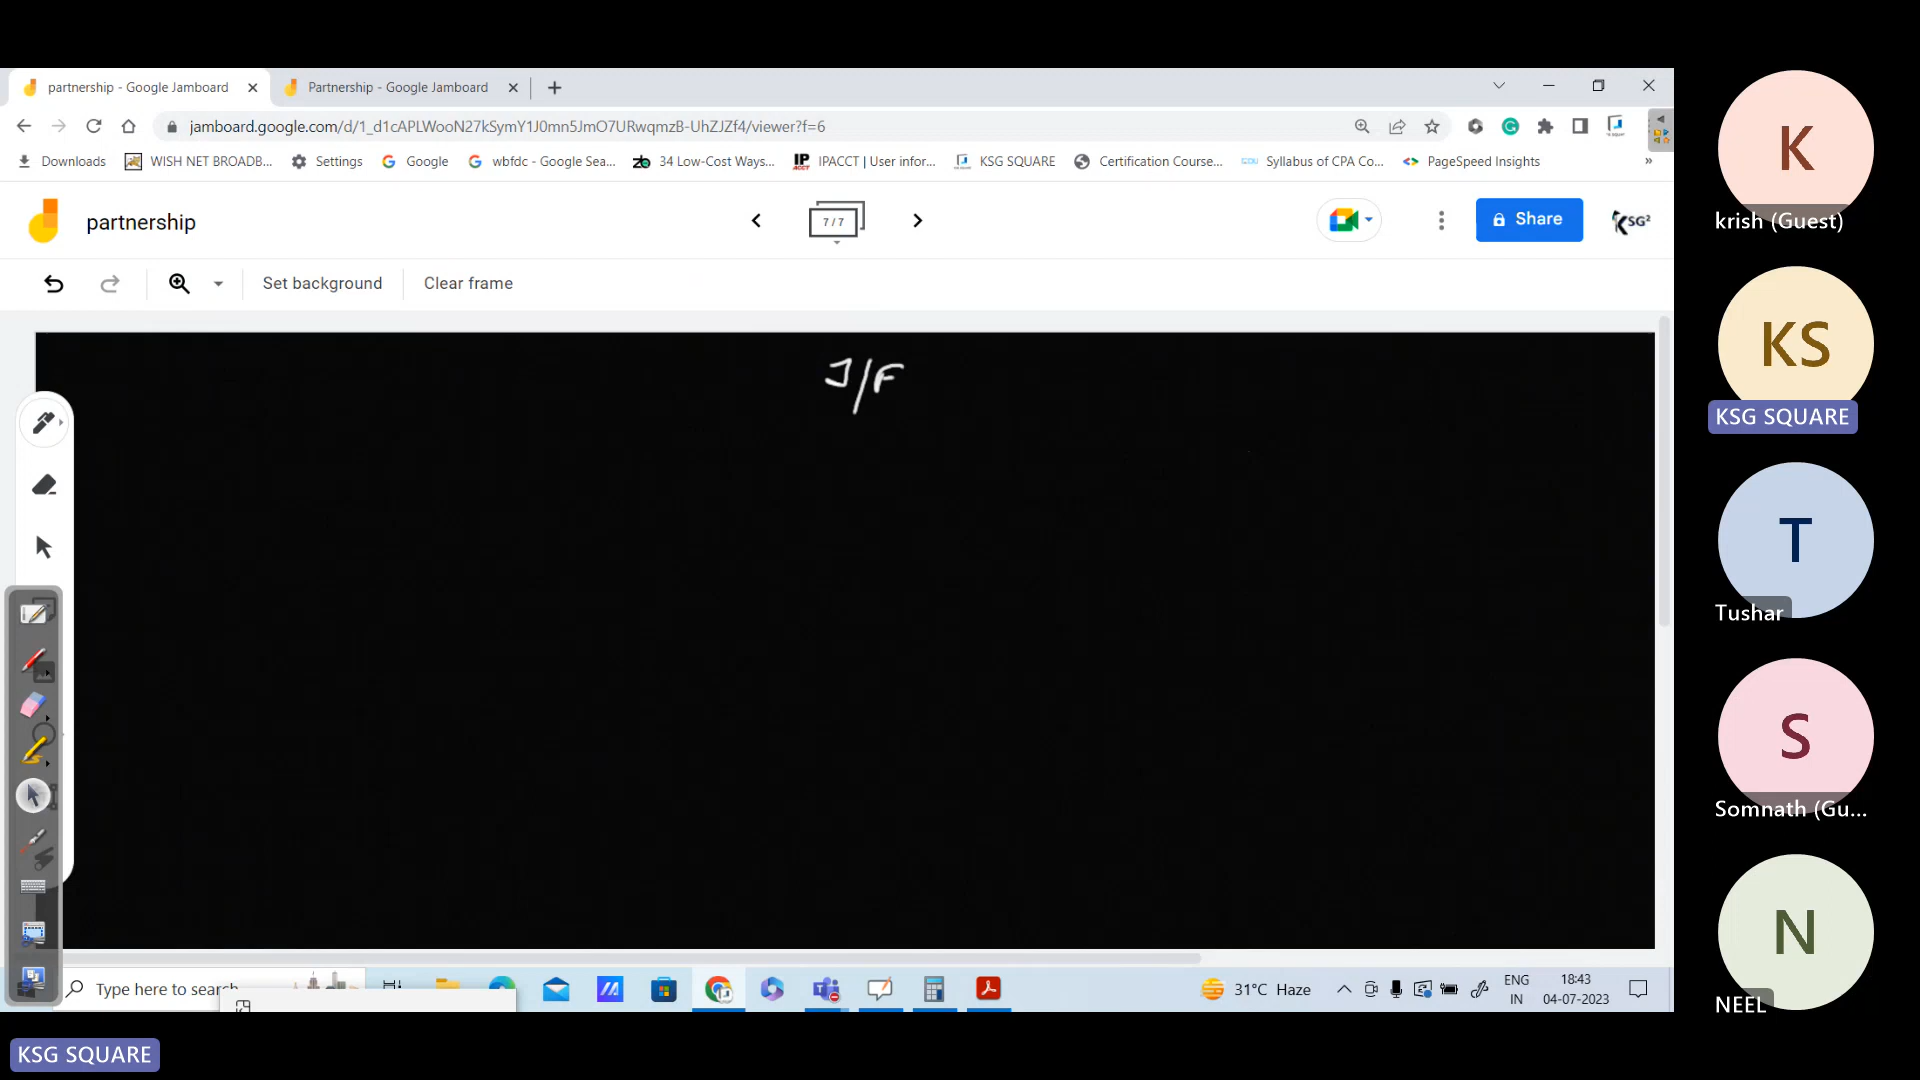 partnership - Google Jamboard
Partnership - Google Jamboard
jamboard.google.com/d/1_d1cAPLWooN27kSymY1J0mn5JmO7URwqmzB-UhZJZf4/viewer?f=6
Downloads
WISH NET BROADB...
Settings
Google
wbfdc - Google Sea...
34 Low-Cost Ways...
IPACCT | User infor...
KSG SQUARE
Certification Course...
Syllabus of CPA Co...
PageSpeed Insights
»
partnership
7 / 7
Share
KSG²
Set background
Clear frame
J/F
K
krish (Guest)
KS
KSG SQUARE
T
Tushar
S
Somnath (Gu...
N
NEEL
Type here to search
31°C Haze
ENG
IN
18:43
04-07-2023
KSG SQUARE